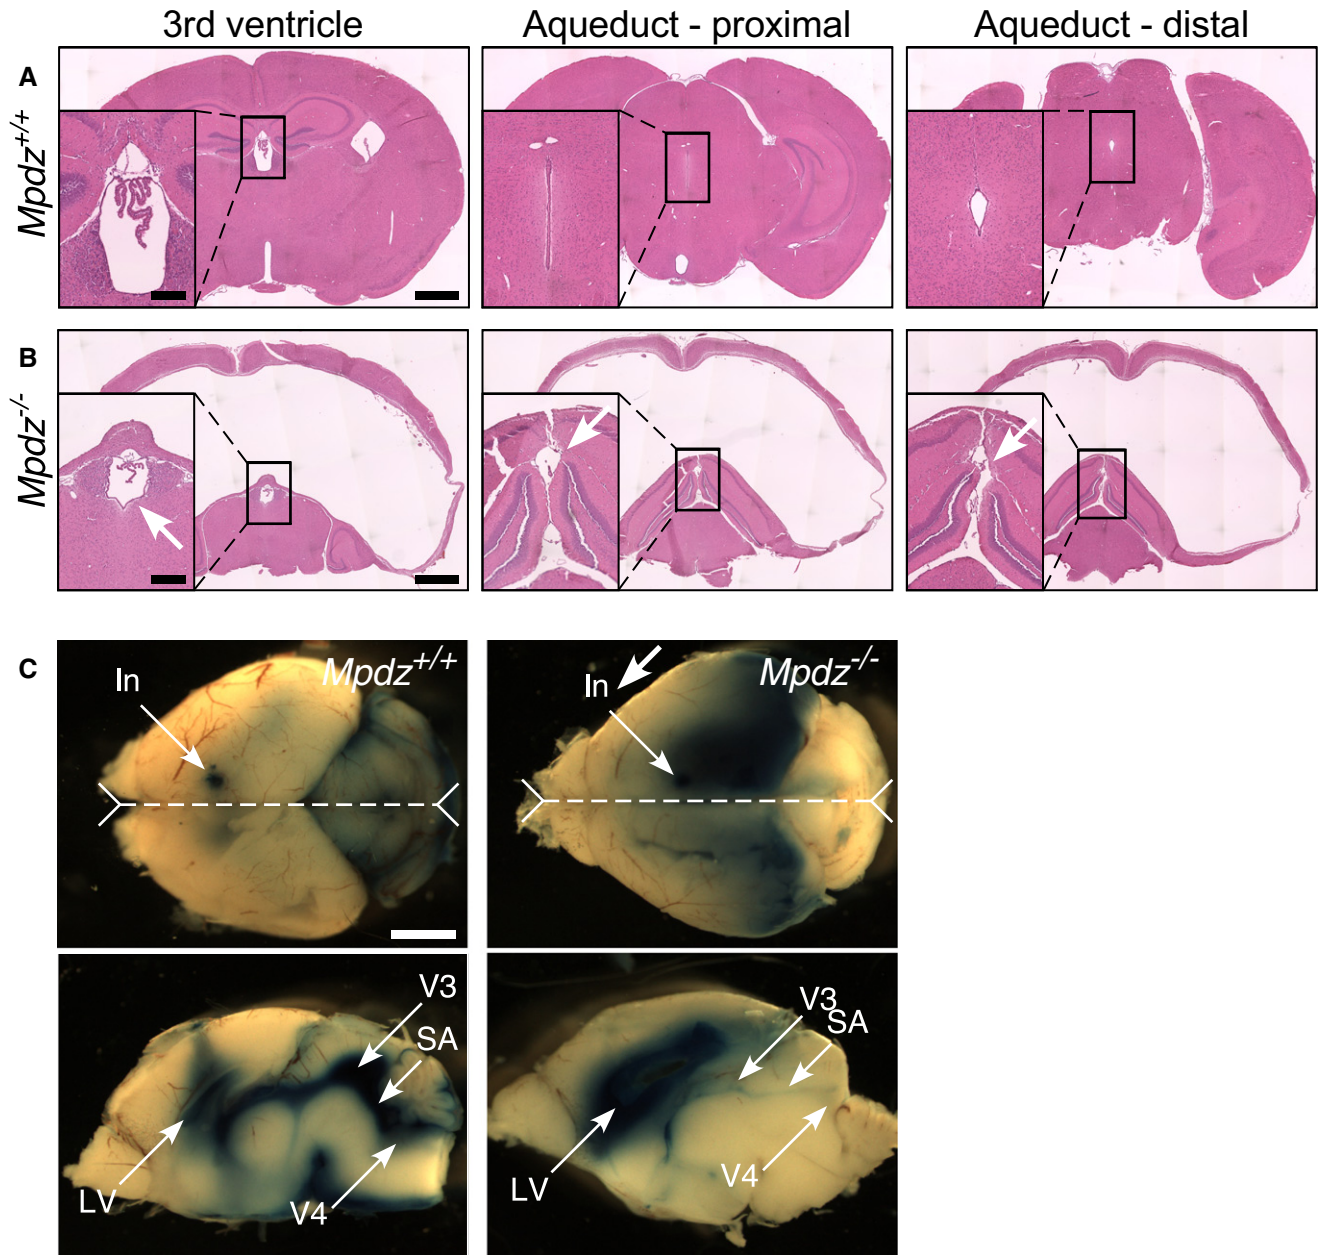 3rd ventricle Aqueduct - proximal Aqueduct - distal
A
Mpdz+/+
B
Mpdz-/-
C
In Mpdz+/+
In Mpdz-/-
V3
SA
LV
V4
V3
SA
LV
V4